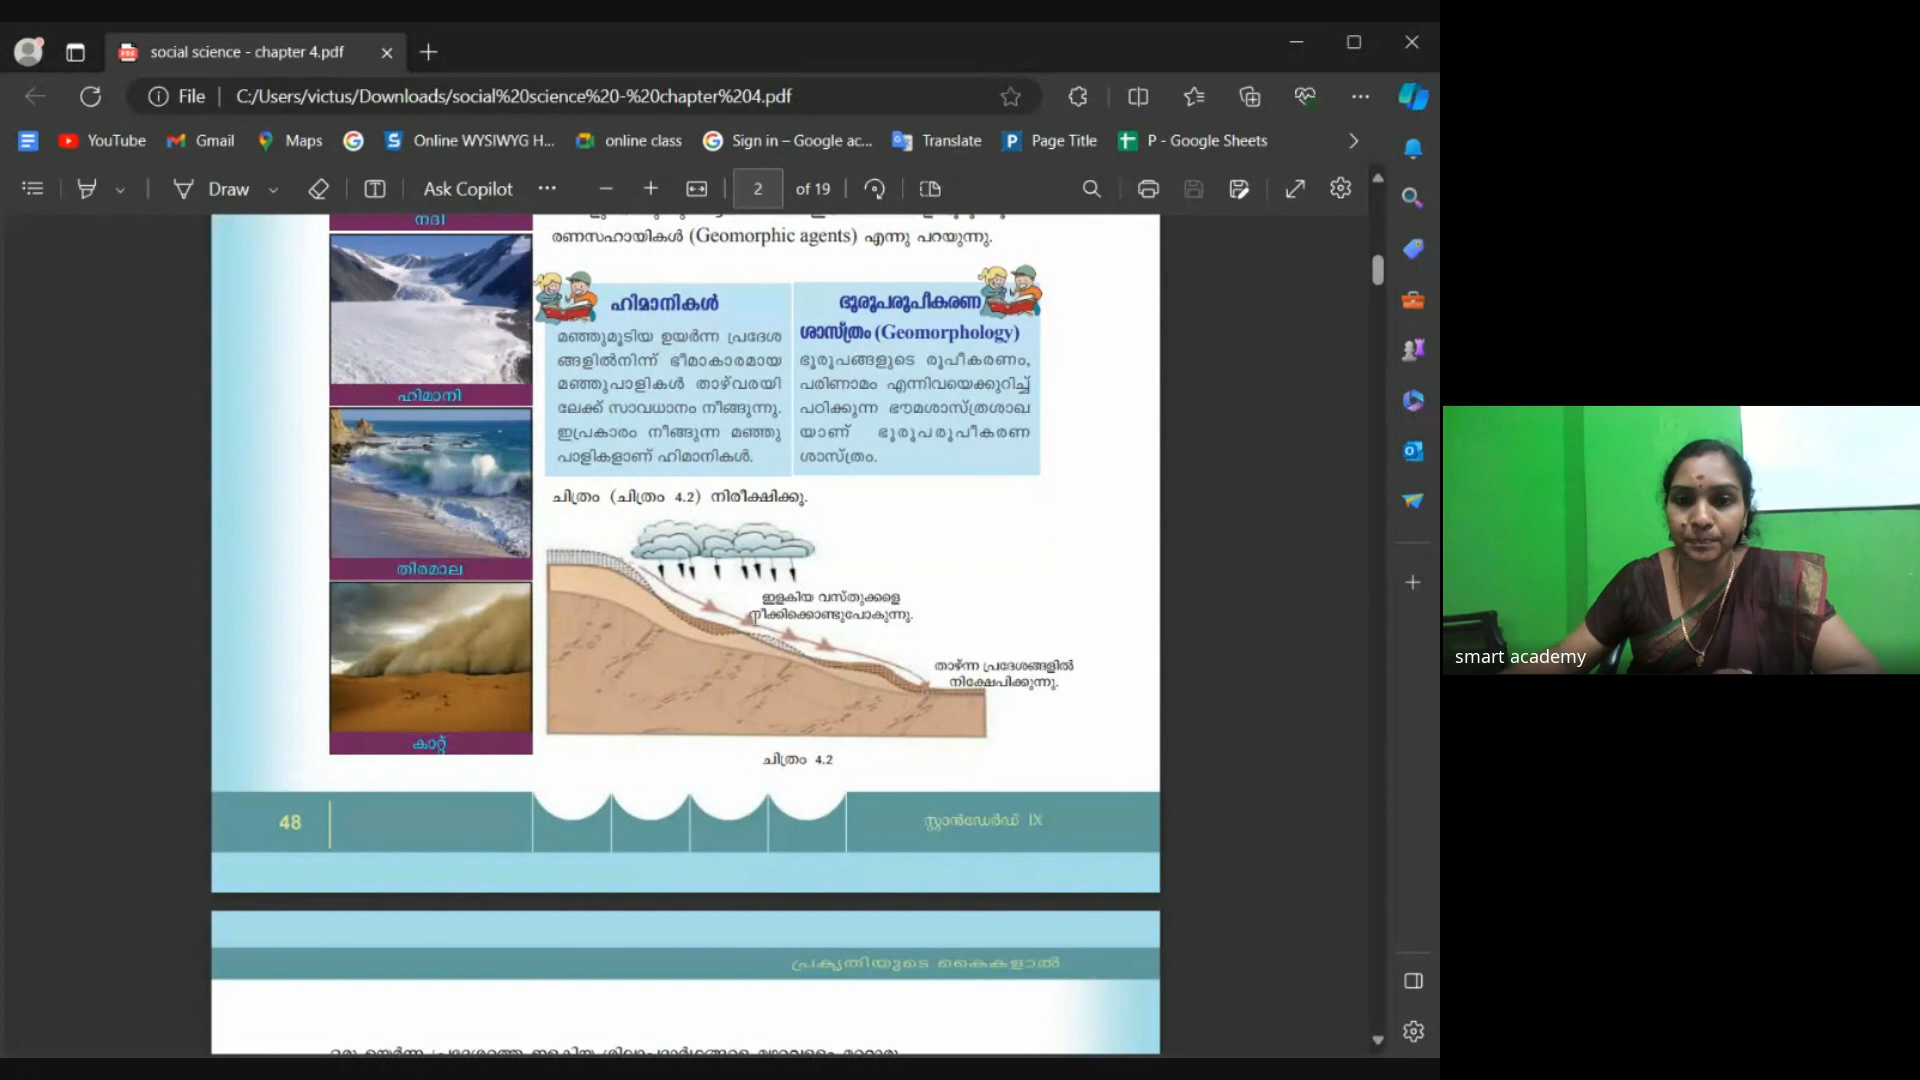 social science - chapter 4.pdf
File
C:/Users/victus/Downloads/social%20science%20-%20chapter%204.pdf
YouTube
Gmail
Maps
Online WYSIWYG H...
online class
Sign in – Google ac...
Translate
Page Title
P - Google Sheets
Draw
Ask Copilot
2
of 19
നദി
രണസഹായികൾ (Geomorphic agents) എന്നു പറയുന്നു.
ഹിമാനി
തിരമാല
കാറ്റ്
ഹിമാനികൾ
മഞ്ഞുമൂടിയ ഉയർന്ന പ്രദേശ
ങ്ങളിൽനിന്ന് ഭീമാകാരമായ
മഞ്ഞുപാളികൾ താഴ്‌വരയി
ലേക്ക് സാവധാനം നീങ്ങുന്നു.
ഇപ്രകാരം നീങ്ങുന്ന മഞ്ഞു
പാളികളാണ് ഹിമാനികൾ.
ഭൂരൂപരൂപീകരണ
ശാസ്ത്രം (Geomorphology)
ഭൂരൂപങ്ങളുടെ രൂപീകരണം,
പരിണാമം എന്നിവയെക്കുറിച്ച്
പഠിക്കുന്ന ഭൗമശാസ്ത്രശാഖ
യാണ് ഭൂരൂപരൂപീകരണ
ശാസ്ത്രം.
ചിത്രം (ചിത്രം 4.2) നിരീക്ഷിക്കൂ.
ഇളകിയ വസ്തുക്കളെ
നീക്കിക്കൊണ്ടുപോകുന്നു.
താഴ്ന്ന പ്രദേശങ്ങളിൽ
നിക്ഷേപിക്കുന്നു.
ചിത്രം 4.2
48
സ്റ്റാൻഡേർഡ് IX
പ്രകൃതിയുടെ കൈകളാൽ
smart academy